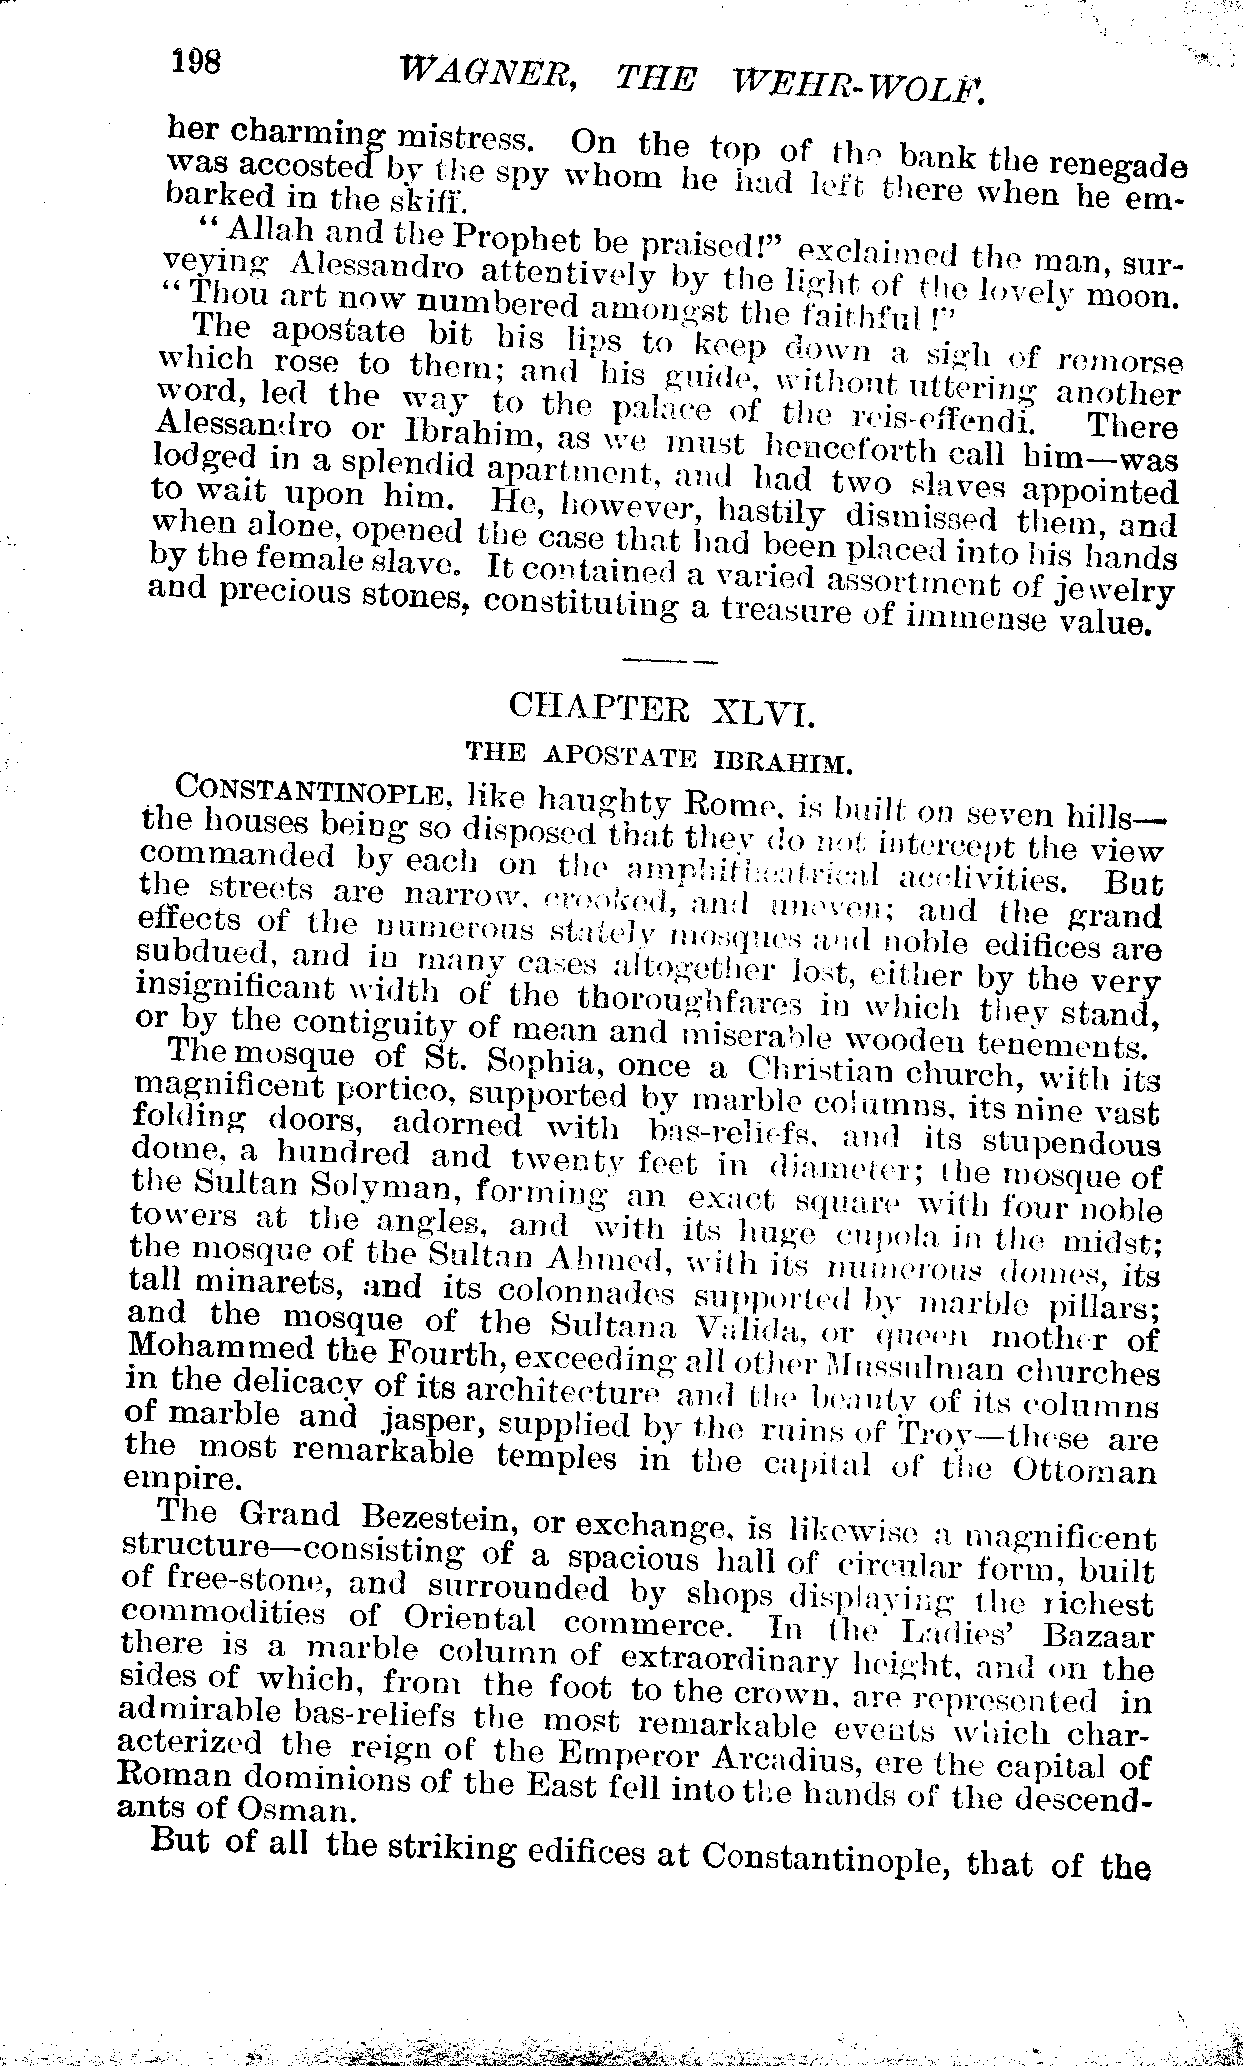 198 WAGNER, THE WEHR-WOLF.
her charming mistress. On the top of the bank the renegade
was accosted by the spy whom he had left there when he em-
barked in the skiff.
"Allah and the Prophet be praised!" exclaimed the man, sur-
veying Alessandro attentively by the light of the lovely moon.
"Thou art now numbered amongst the faithful!"
The apostate bit his lips to keep down a sigh of remorse
which rose to them; and his guide, without uttering another
word, led the way to the palace of the reis-effendi. There
Alessandro or Ibrahim, as we must henceforth call him—was
lodged in a splendid apartment, and had two slaves appointed
to wait upon him. He, however, hastily dismissed them, and
when alone, opened the case that had been placed into his hands
by the female slave. It contained a varied assortment of jewelry
and precious stones, constituting a treasure of immense value.
CHAPTER XLVI.
THE APOSTATE IBRAHIM.
CONSTANTINOPLE, like haughty Rome, is built on seven hills—
the houses being so disposed that they do not intercept the view
commanded by each on the amphitheatrical acclivities. But
the streets are narrow, crooked, and uneven; and the grand
effects of the numerous stately mosques and noble edifices are
subdued, and in many cases altogether lost, either by the very
insignificant width of the thoroughfares in which they stand,
or by the contiguity of mean and miserable wooden tenements.
The mosque of St. Sophia, once a Christian church, with its
magnificent portico, supported by marble columns, its nine vast
folding doors, adorned with bas-reliefs, and its stupendous
dome, a hundred and twenty feet in diameter; the mosque of
the Sultan Solyman, forming an exact square with four noble
towers at the angles, and with its huge cupola in the midst;
the mosque of the Sultan Ahmed, with its numerous domes, its
tall minarets, and its colonnades supported by marble pillars;
and the mosque of the Sultana Valida, or queen mother of
Mohammed the Fourth, exceeding all other Mussulman churches
in the delicacy of its architecture and the beauty of its columns
of marble and jasper, supplied by the ruins of Troy—these are
the most remarkable temples in the capital of the Ottoman
empire.
The Grand Bezestein, or exchange, is likewise a magnificent
structure—consisting of a spacious hall of circular form, built
of free-stone, and surrounded by shops displaying the richest
commodities of Oriental commerce. In the Ladies' Bazaar
there is a marble column of extraordinary height, and on the
sides of which, from the foot to the crown, are represented in
admirable bas-reliefs the most remarkable events which char-
acterized the reign of the Emperor Arcadius, ere the capital of
Roman dominions of the East fell into the hands of the descend-
ants of Osman.
But of all the striking edifices at Constantinople, that of the